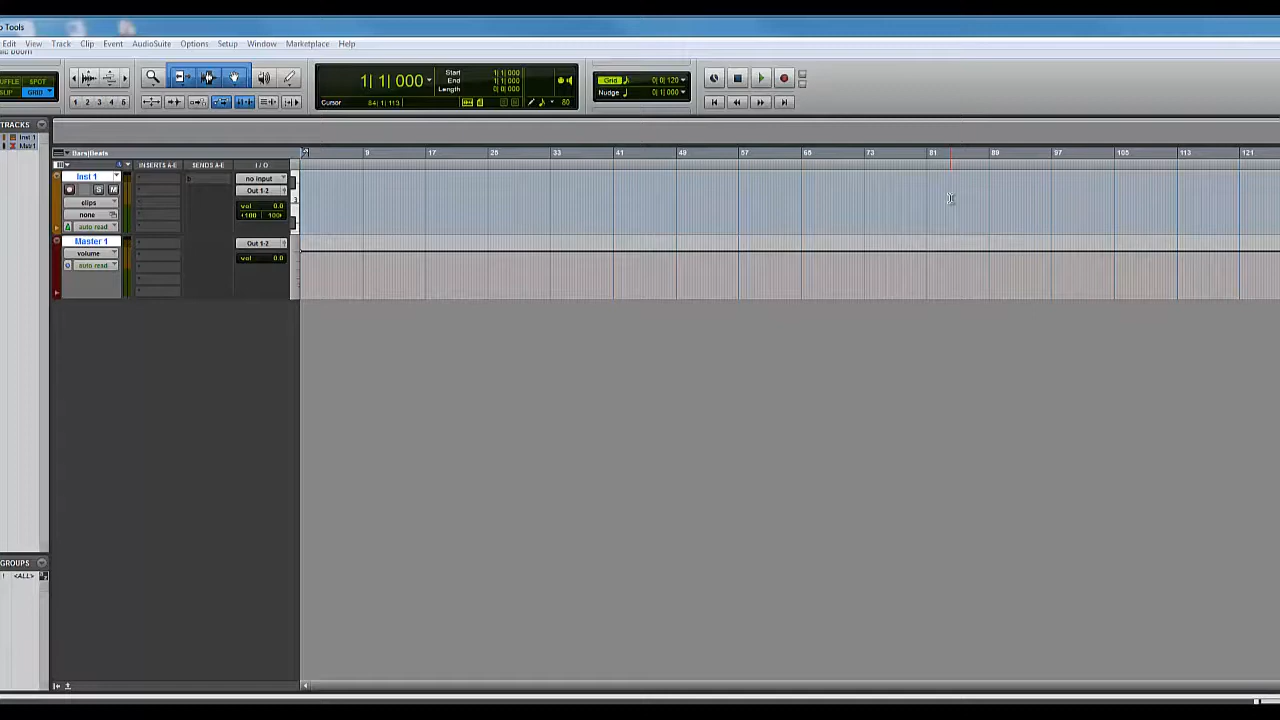 o Tools
Edit View Track Clip Event AudioSuite Options Setup Window Marketplace Help
UFFLE SPOT
SLIP GRID
1 2 3 4 5
1| 1| 000
Start 1| 1| 000
End 1| 1| 000
Length 0| 0| 000
Cursor 84| 1| 113
80
Grid 0| 0| 120
Nudge 0| 1| 000
TRACKS
Inst 1
Mstr1
Bars|Beats
9 17 25 33 41 49 57 65 73 81 89 97 105 113 121
INSERTS A-E SENDS A-E I / O
Inst 1
S M
clips
none
auto read
no input
Out 1-2
vol 0.0
100 100
Master 1
volume
auto read
Out 1-2
vol 0.0
GROUPS
! <ALL>